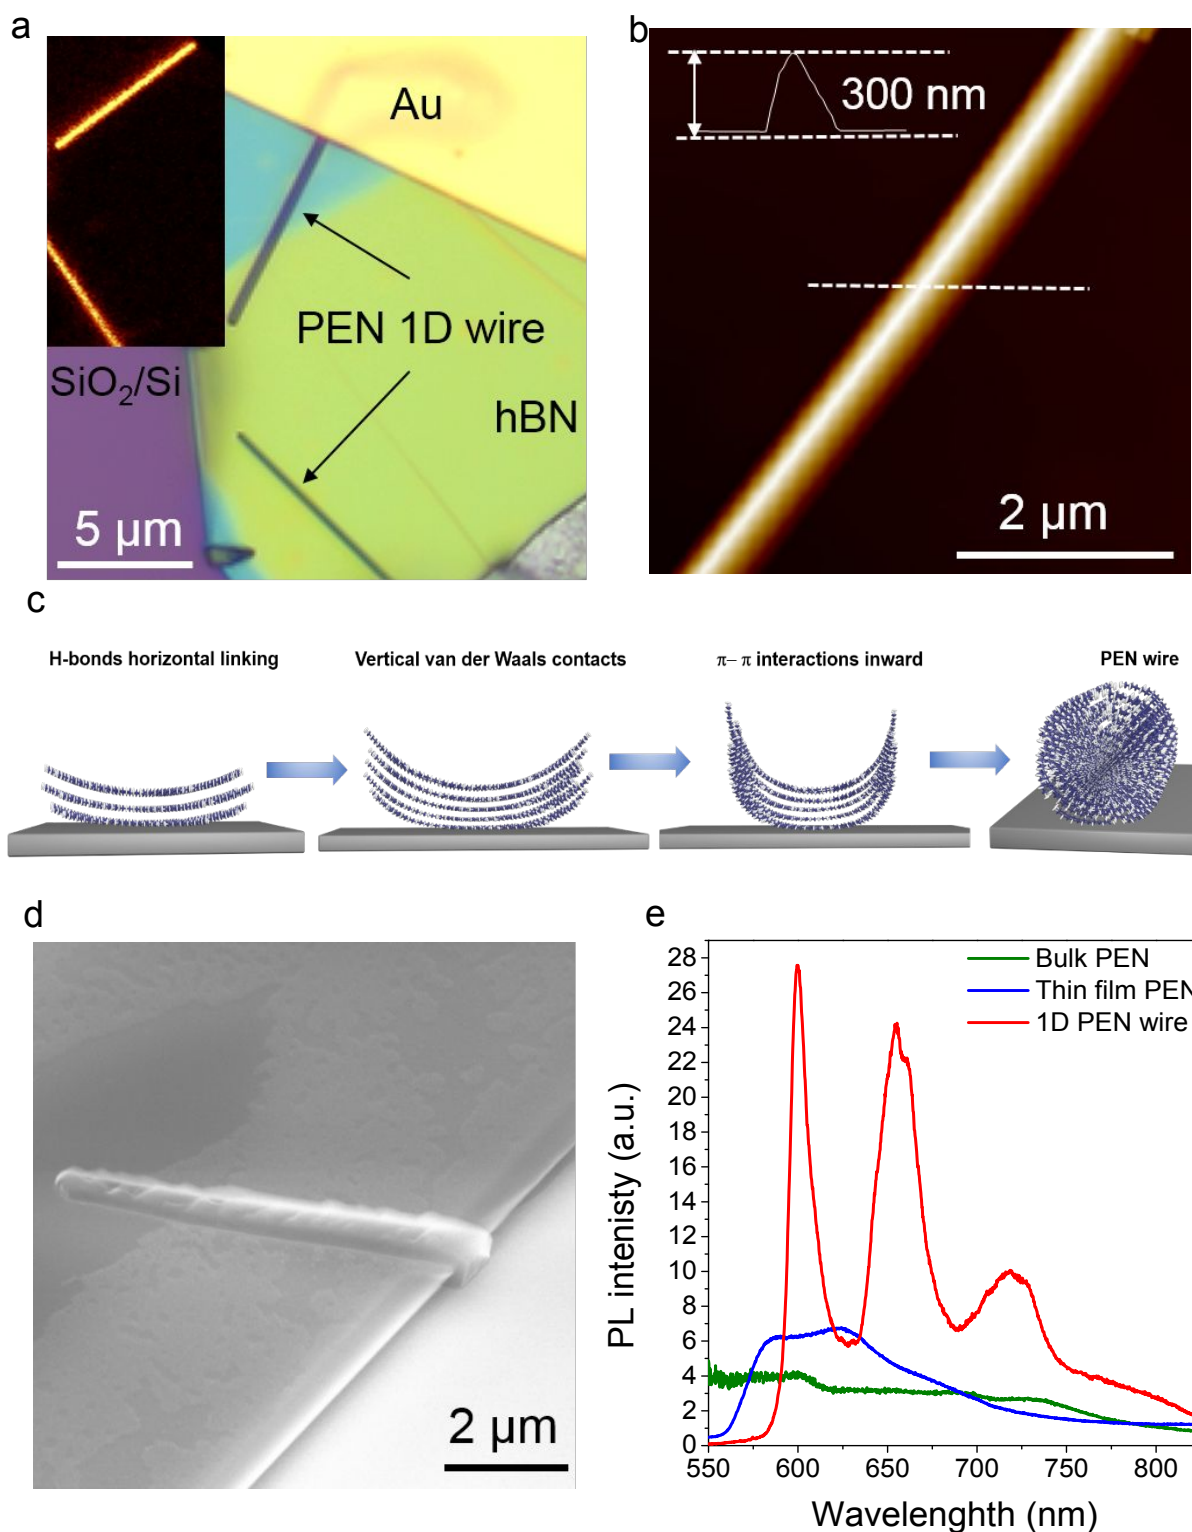 a
Au
PEN 1D wire
SiO2/Si
hBN
5 μm
b
300 nm
2 μm
c
H-bonds horizontal linking
Vertical van der Waals contacts
π– π interactions inward
PEN wire
d
2 μm
e
Bulk PEN
Thin film PEN
1D PEN wire
PL intenisty (a.u.)
28
26
24
22
20
18
16
14
12
10
8
6
4
2
0
550 600 650 700 750 800
Wavelenghth (nm)